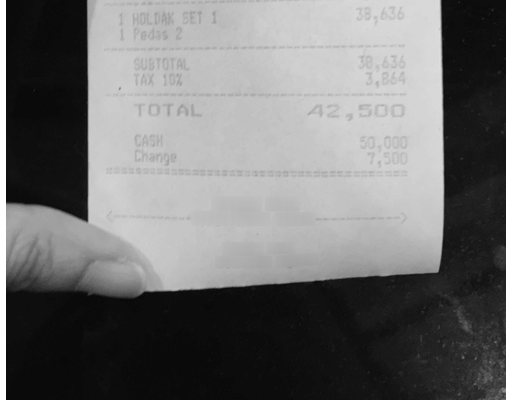 1 HOLDAK SET 1 38,636
1 Pedas 2
SUBTOTAL 38,636
TAX 10% 3,864
TOTAL 42,500
CASH 50,000
Change 7,500